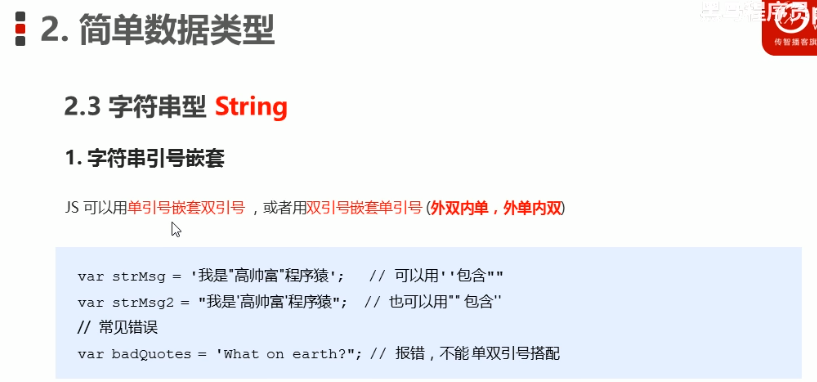 2. 简单数据类型
2.3 字符串型 String
1. 字符串引号嵌套
JS 可以用单引号嵌套双引号 ，或者用双引号嵌套单引号 (外双内单，外单内双)
var strMsg = '我是"高帅富"程序猿'; // 可以用''包含""
var strMsg2 = "我是'高帅富'程序猿"; // 也可以用"" 包含''
// 常见错误
var badQuotes = 'What on earth?"; // 报错，不能 单双引号搭配
程序员
传智播客旗